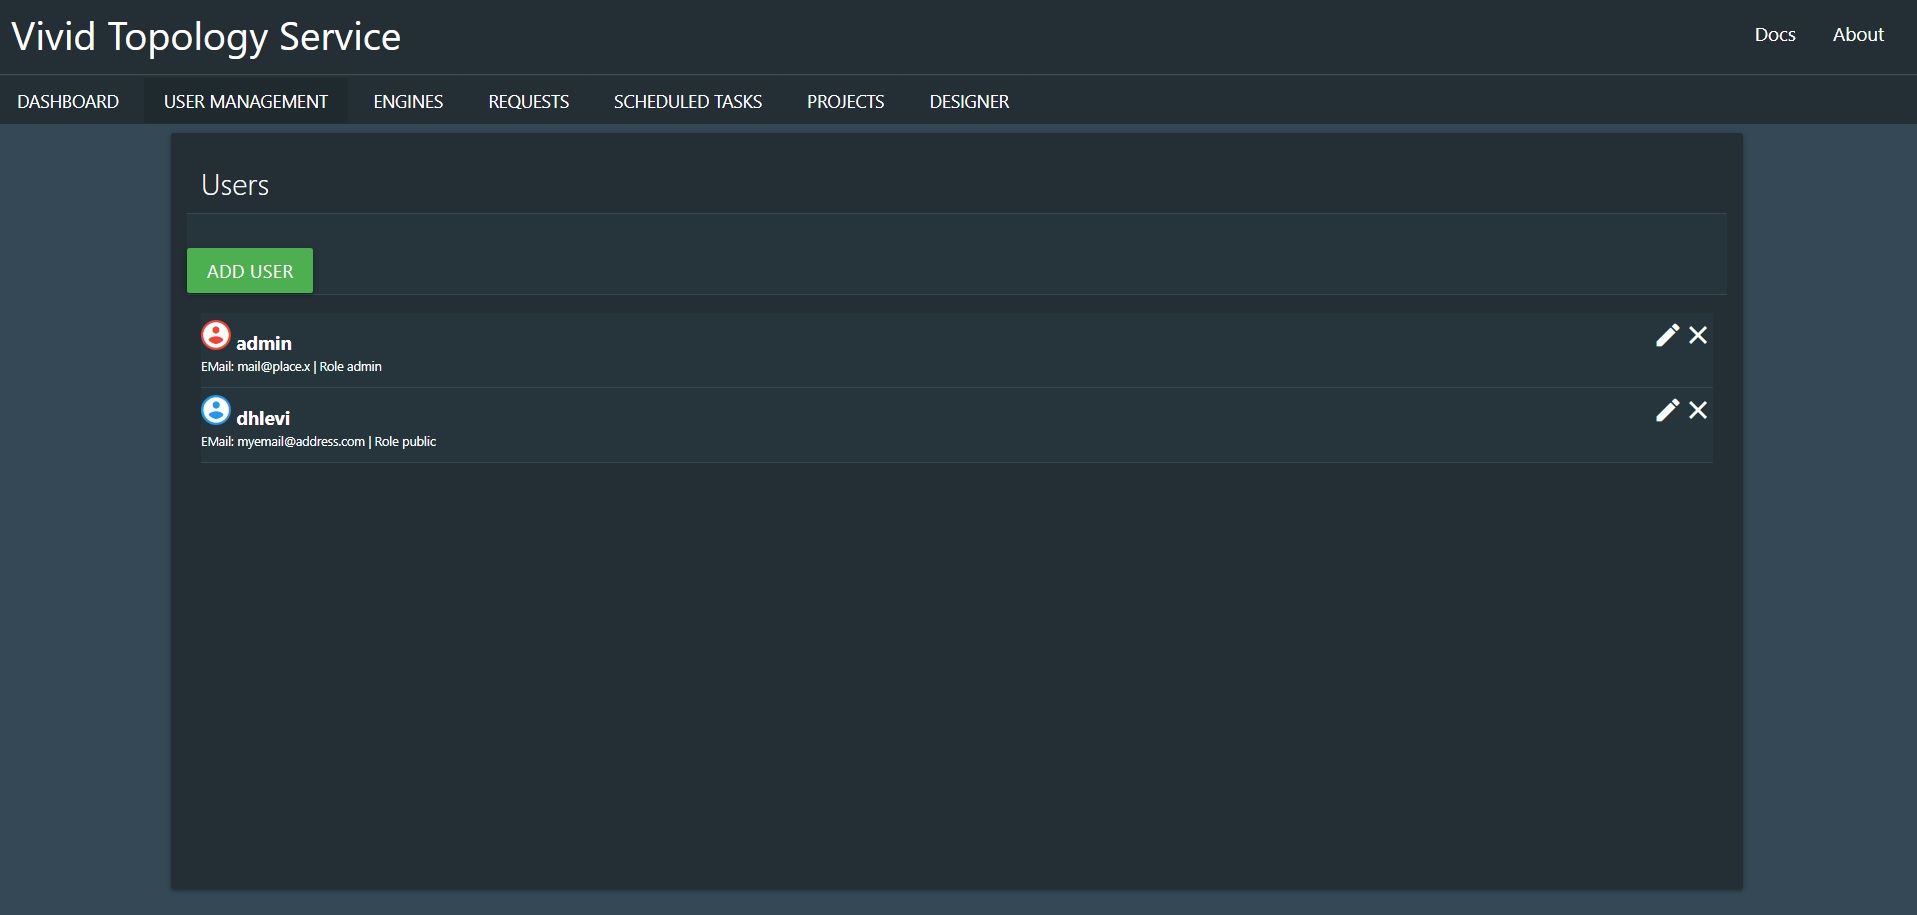 Vivid Topology Service
Docs About
DASHBOARD USER MANAGEMENT ENGINES REQUESTS SCHEDULED TASKS PROJECTS DESIGNER
Users
ADD USER
admin
EMail: mail@place.x | Role admin
dhlevi
EMail: myemail@address.com | Role public